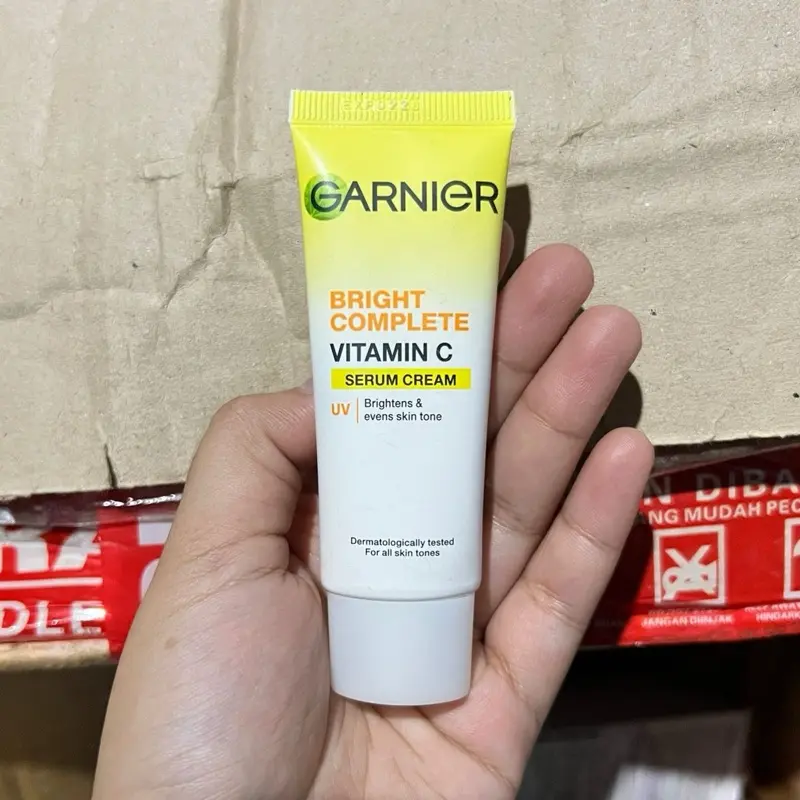 GARNIER
BRIGHT
COMPLETE
VITAMIN C
SERUM CREAM
UV
Brightens &
evens skin tone
Dermatologically tested
For all skin tones
N DIBA
NG MUDAH PEC
DLE
JANGAN DIINJAK
HINDARK